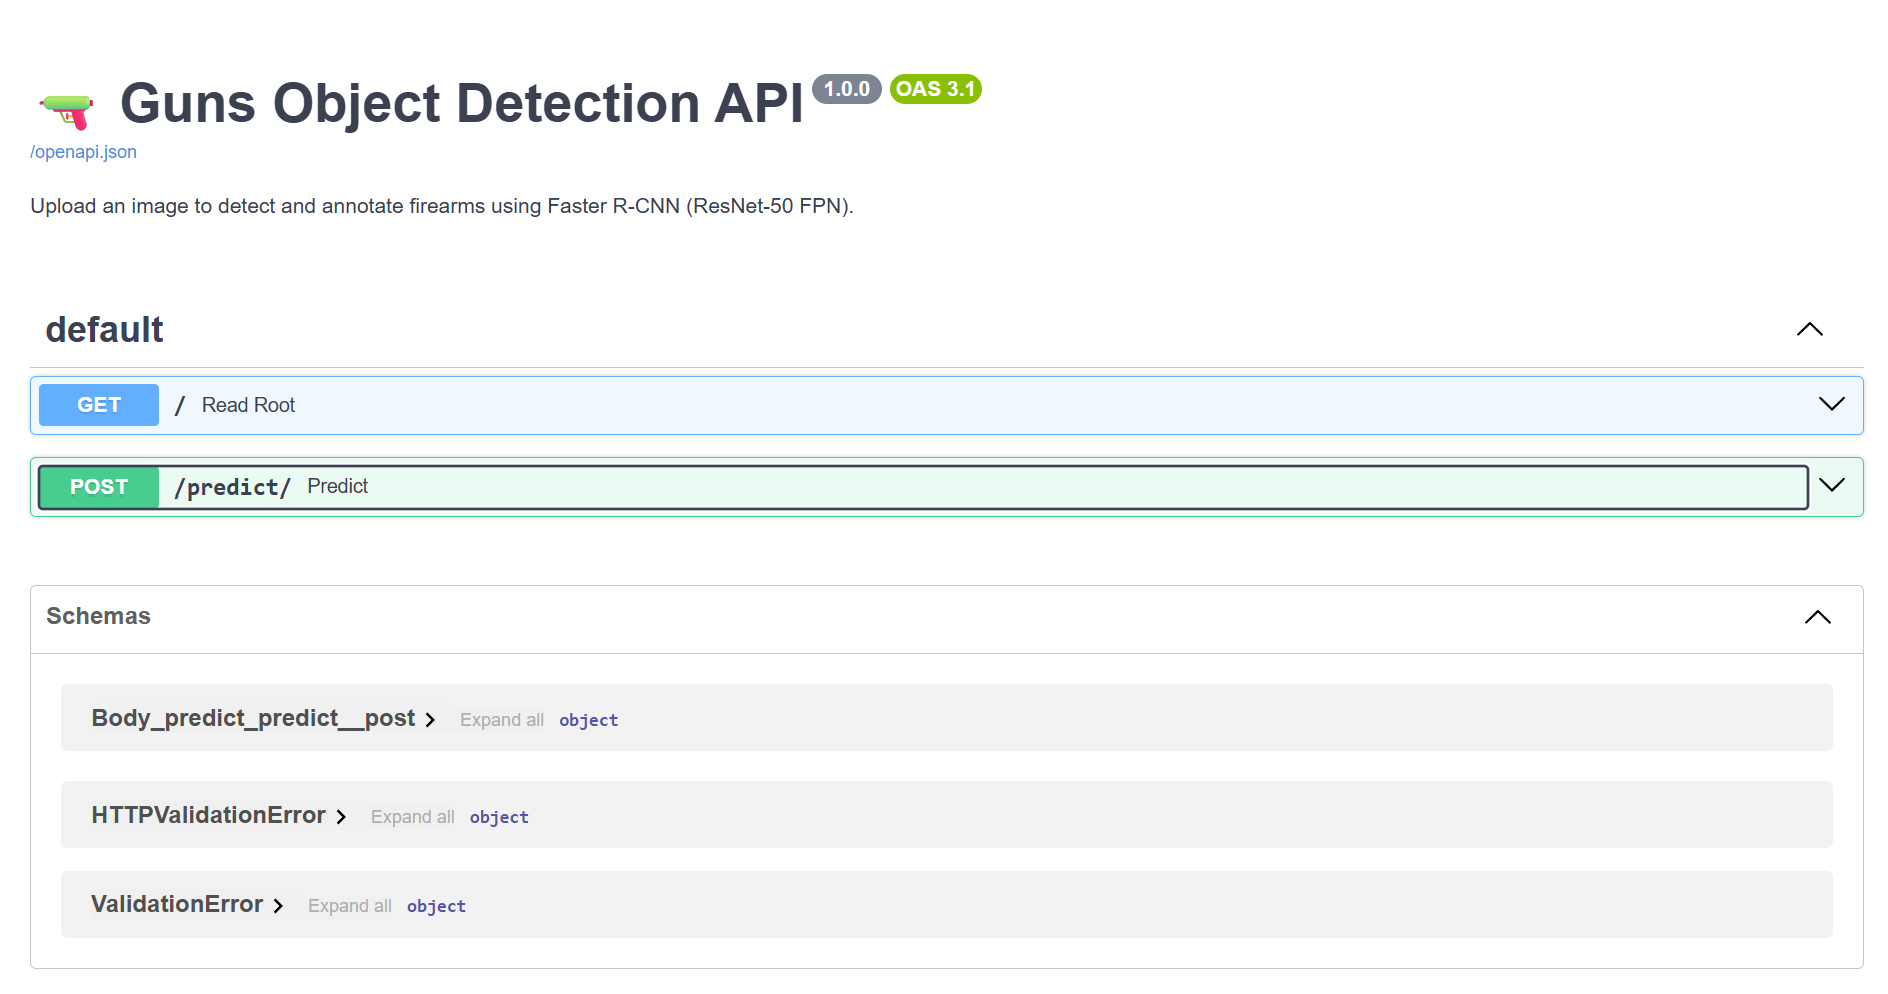 Guns Object Detection API 1.0.0 OAS 3.1
/openapi.json
Upload an image to detect and annotate firearms using Faster R-CNN (ResNet-50 FPN).
default
GET / Read Root
POST /predict/ Predict
Schemas
Body_predict_predict__post Expand all object
HTTPValidationError Expand all object
ValidationError Expand all object